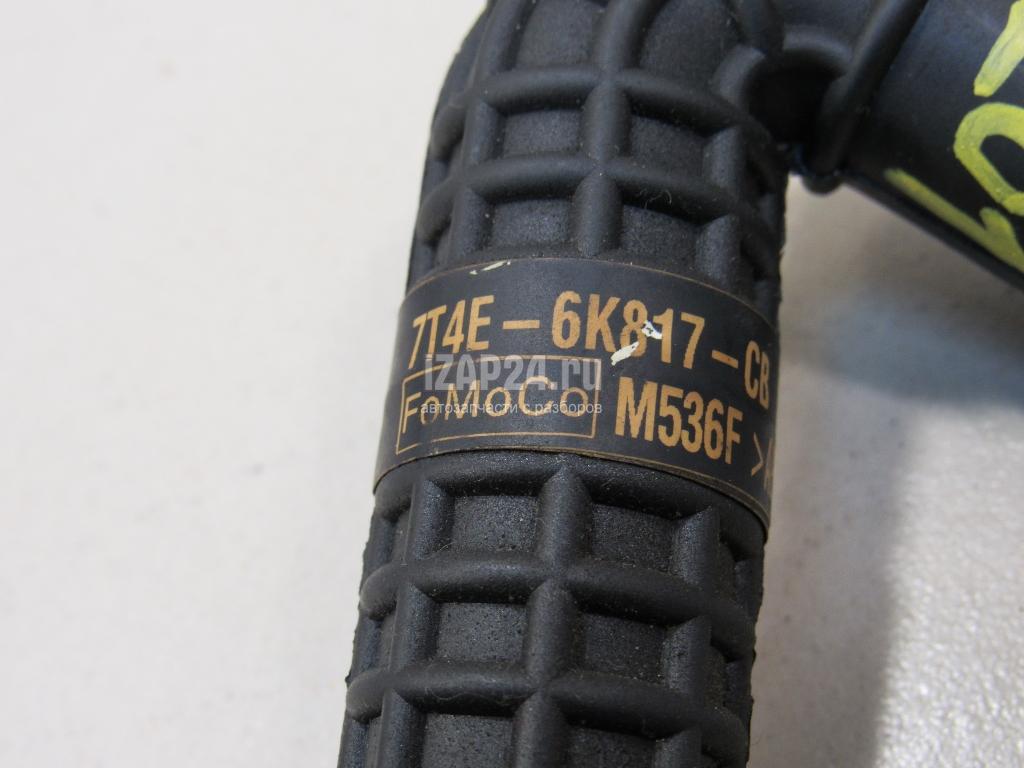 7T4E-6K817-CB
iZAP24.ru
FoMoCo M536F
автозапчасти с разборов